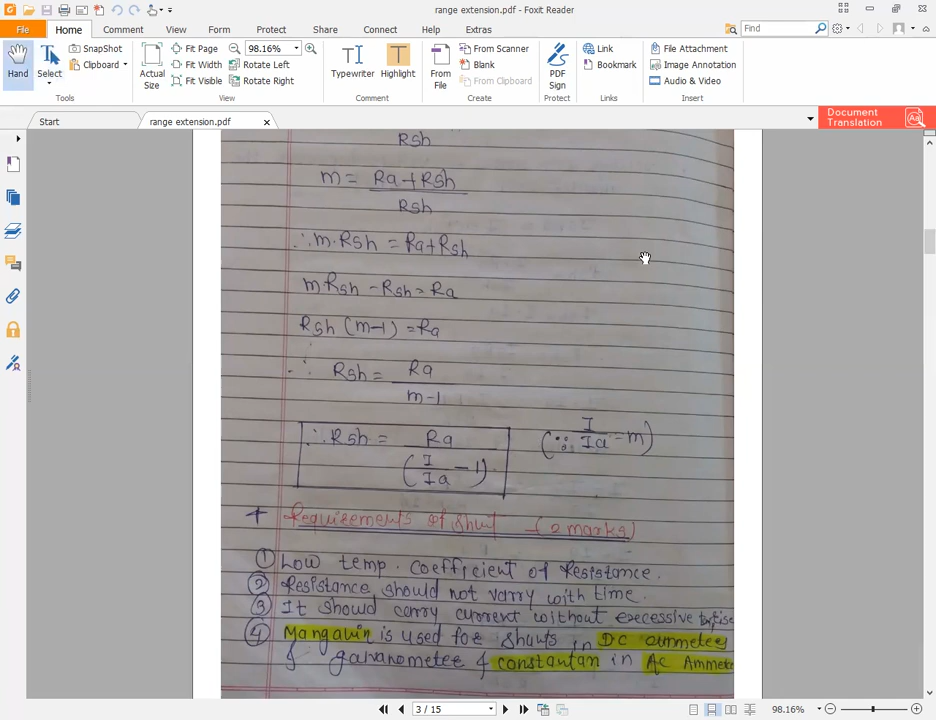 range extension.pdf - Foxit Reader
File Home Comment View Form Protect Share Connect Help Extras Find
SnapShot Fit Page 98.16% From Scanner Link File Attachment
Hand Select Clipboard Actual Size Fit Width Rotate Left Typewriter Highlight From File Blank PDF Sign Bookmark Image Annotation
Fit Visible Rotate Right From Clipboard Audio & Video
Tools View Comment Create Protect Links Insert
Start range extension.pdf Document Translation
Rsh
m = Ra+Rsh
Rsh
∴ m.Rsh = Ra+Rsh
mRsh - Rsh = Ra
Rsh (m-1) = Ra
∴ Rsh = Ra
m-1
∴ Rsh = Ra
(I/Ia - 1) (∵ I/Ia = m)
+ Requirements of Shut - (2 marks)
① Low temp. coefficient of Resistance.
② Resistance should not varry with time.
③ It should carry current without excessive
④ Manganin is used for shunts in DC ammeter
& galvanometer & constantan in Ac Ammete
3 / 15 98.16%